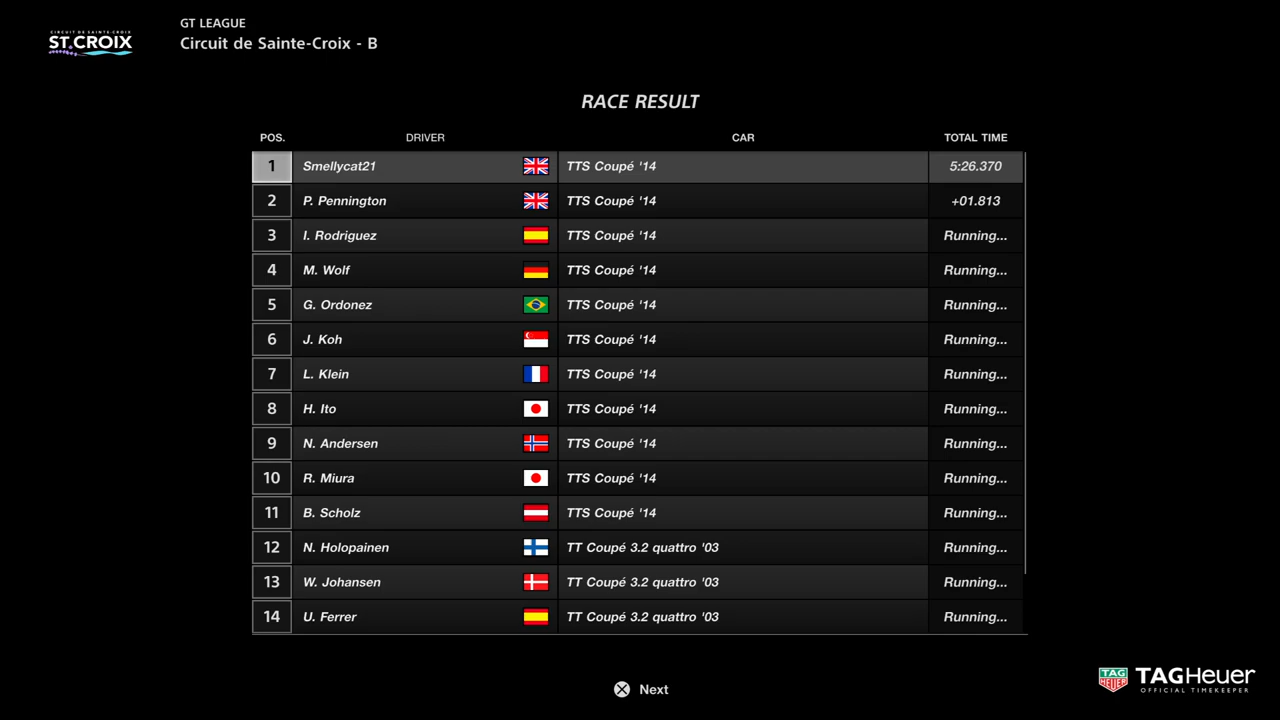 CIRCUIT DE SAINTE-CROIX
ST.CROIX
GT LEAGUE
Circuit de Sainte-Croix - B
RACE RESULT
POS. DRIVER CAR TOTAL TIME
1 Smellycat21 TTS Coupé '14 5:26.370
2 P. Pennington TTS Coupé '14 +01.813
3 I. Rodriguez TTS Coupé '14 Running...
4 M. Wolf TTS Coupé '14 Running...
5 G. Ordonez TTS Coupé '14 Running...
6 J. Koh TTS Coupé '14 Running...
7 L. Klein TTS Coupé '14 Running...
8 H. Ito TTS Coupé '14 Running...
9 N. Andersen TTS Coupé '14 Running...
10 R. Miura TTS Coupé '14 Running...
11 B. Scholz TTS Coupé '14 Running...
12 N. Holopainen TT Coupé 3.2 quattro '03 Running...
13 W. Johansen TT Coupé 3.2 quattro '03 Running...
14 U. Ferrer TT Coupé 3.2 quattro '03 Running...
Next
TAG HEUER
TAGHeuer
OFFICIAL TIMEKEEPER